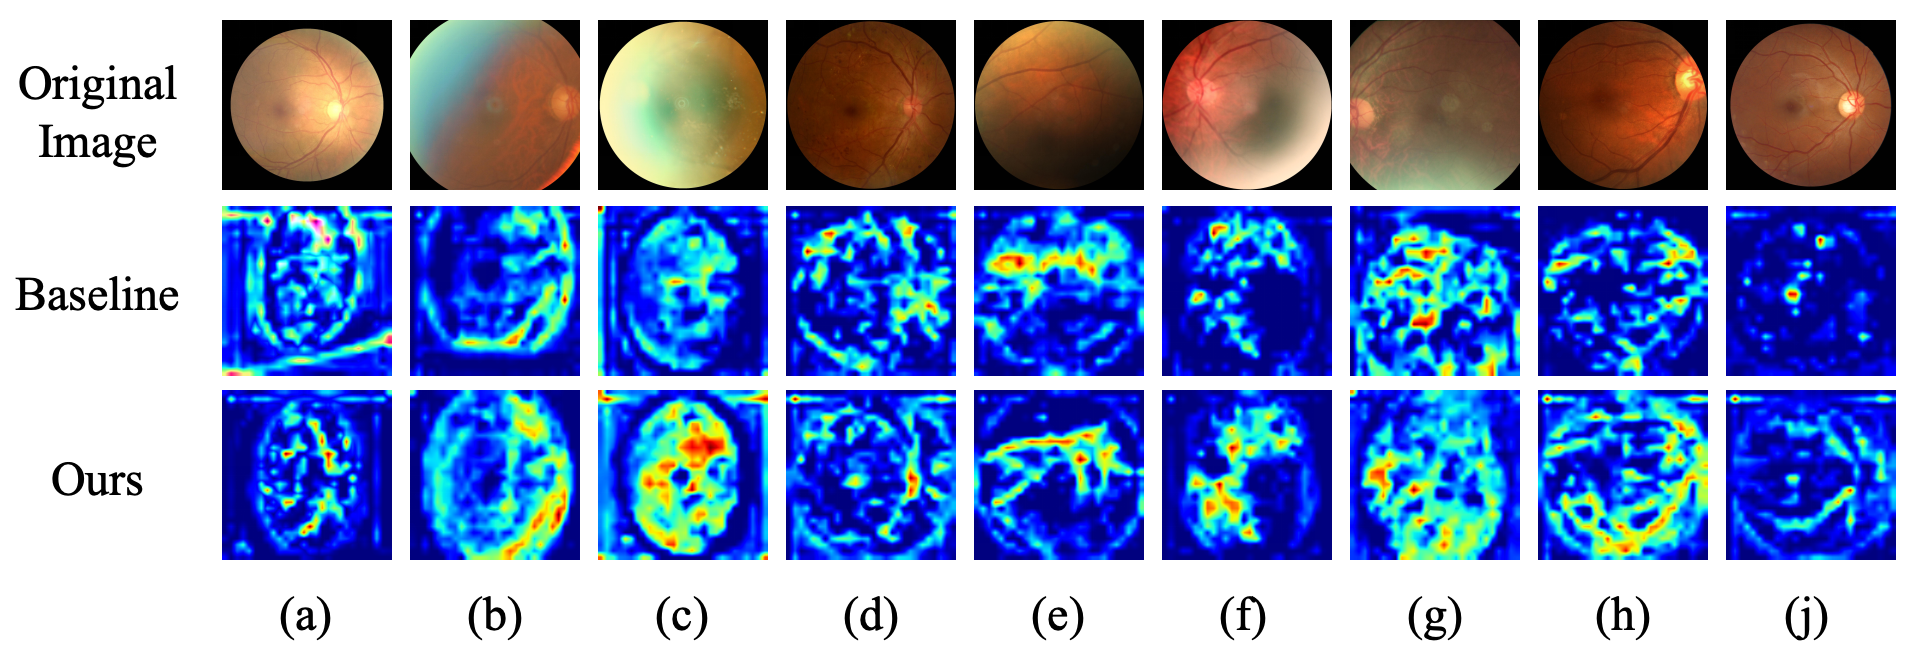 Original
Image
Baseline
Ours
(a) (b) (c) (d) (e) (f) (g) (h) (j)